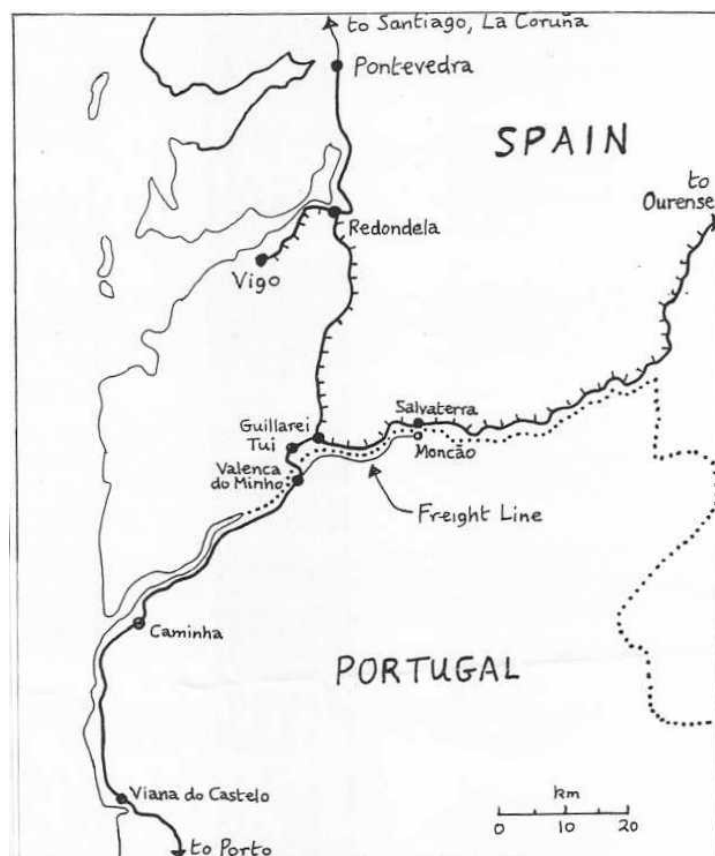 to Santiago, La Coruña
Pontevedra
SPAIN
to
Ourense
Redondela
Vigo
Salvaterra
Guillarei
Tui
Moncão
Valenca
do Minho
Freight Line
Caminha
PORTUGAL
Viana do Castelo
km
0 10 20
to Porto